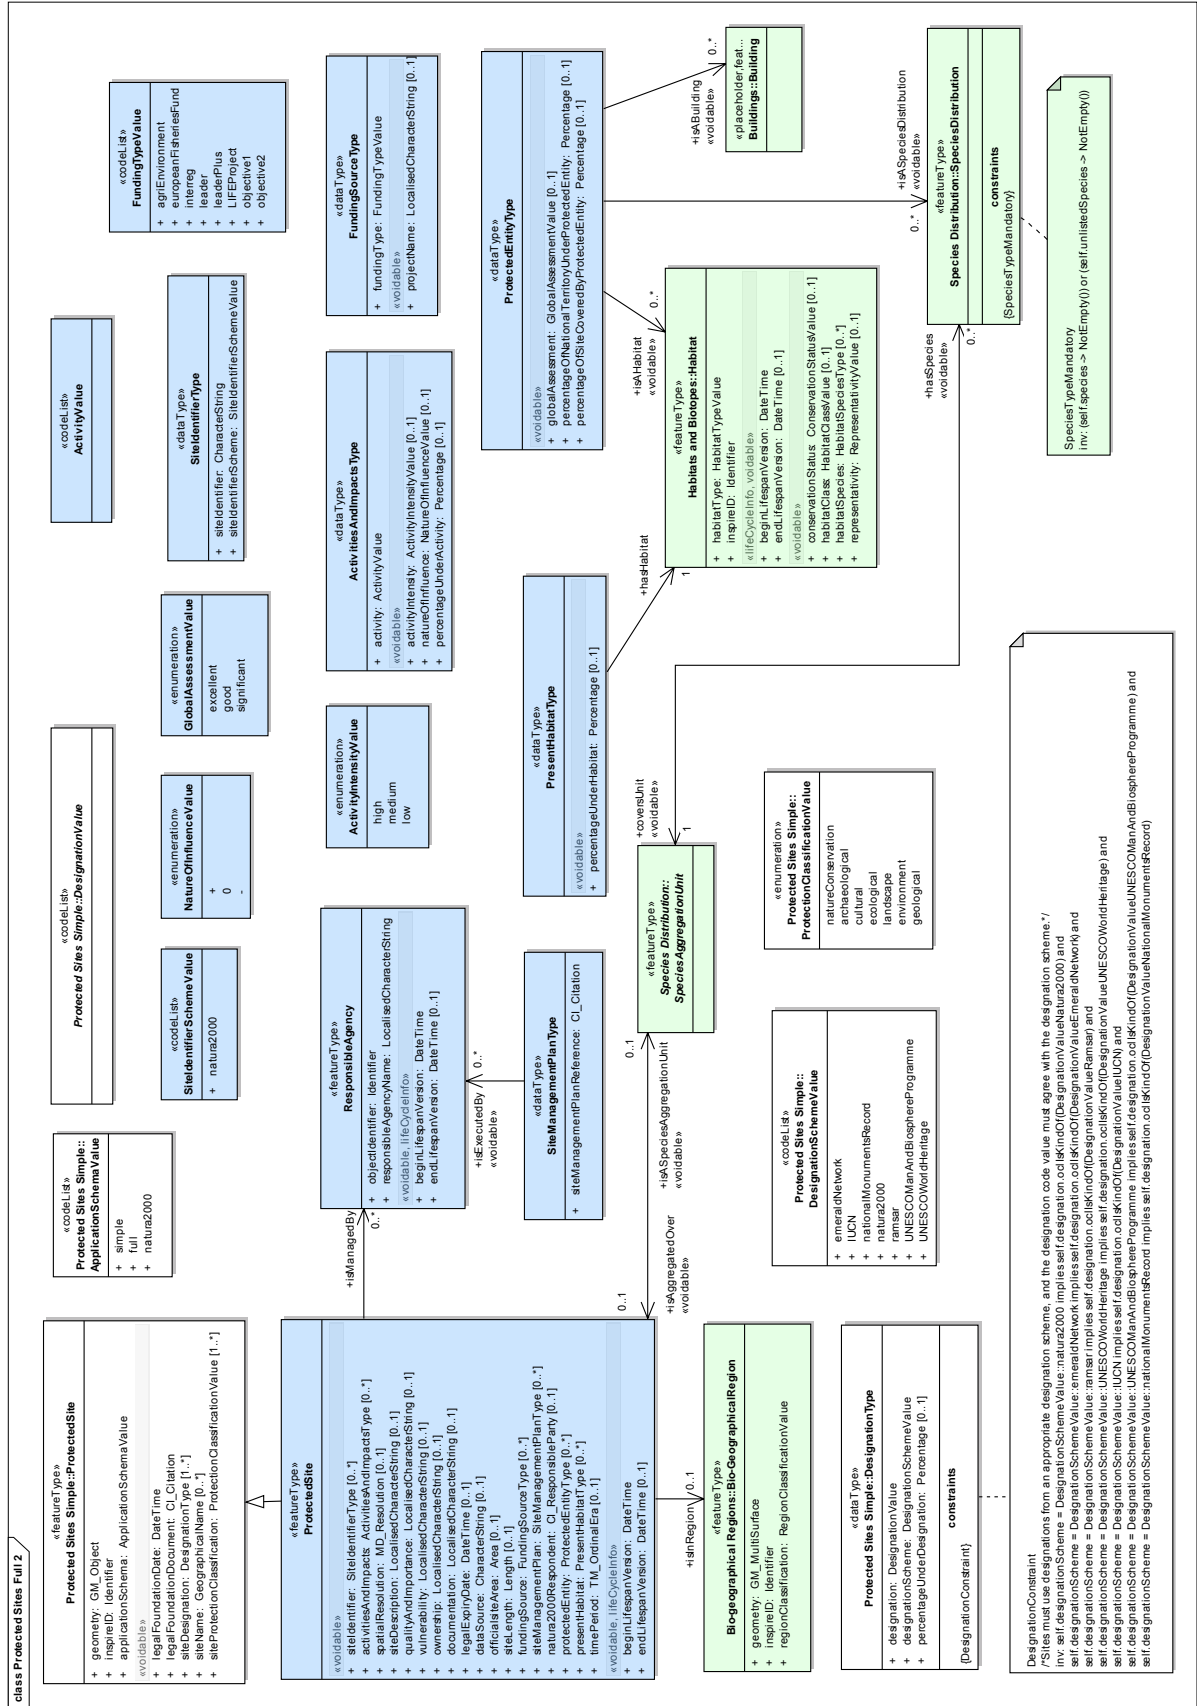 class Protected Sites Full 2
«featureType»
Protected Sites Simple::ProtectedSite
+ geometry: GM_Object
+ inspireID: Identifier
+ applicationSchema: ApplicationSchemaValue
«voidable»
+ legalFoundationDate: DateTime
+ legalFoundationDocument: CI_Citation
+ siteDesignation: DesignationType [1..*]
+ siteName: GeographicalName [0..*]
+ siteProtectionClassification: ProtectionClassificationValue [1..*]
«codeList»
Protected Sites Simple::
ApplicationSchemaValue
+ simple
+ full
+ natura2000
«codeList»
Protected Sites Simple::DesignationValue
«codeList»
ActivityValue
«codeList»
FundingTypeValue
+ agriEnvironment
+ europeanFisheriesFund
+ interreg
+ leader
+ leaderPlus
+ LIFEProject
+ objective1
+ objective2
«codeList»
SiteIdentifierSchemeValue
+ natura2000
«enumeration»
NatureOfInfluenceValue
+
0
-
«enumeration»
GlobalAssessmentValue
excellent
good
significant
«dataType»
SiteIdentifierType
+ siteIdentifier: CharacterString
+ siteIdentifierScheme: SiteIdentifierSchemeValue
«featureType»
ProtectedSite
«voidable»
+ siteIdentifier: SiteIdentifierType [0..*]
+ activitiesAndImpacts: ActivitiesAndImpactsType [0..*]
+ spatialResolution: MD_Resolution [0..1]
+ siteDescription: LocalisedCharacterString [0..1]
+ qualityAndImportance: LocalisedCharacterString [0..1]
+ vulnerability: LocalisedCharacterString [0..1]
+ ownership: LocalisedCharacterString [0..1]
+ documentation: LocalisedCharacterString [0..1]
+ legalExpiryDate: DateTime [0..1]
+ dataSource: CharacterString [0..1]
+ officialsiteArea: Area [0..1]
+ siteLength: Length [0..1]
+ fundingSource: FundingSourceType [0..*]
+ siteManagementPlan: SiteManagementPlanType [0..*]
+ natura2000Respondent: CI_ResponsibleParty [0..1]
+ protectedEntity: ProtectedEntityType [0..*]
+ presentHabitat: PresentHabitatType [0..*]
+ timePeriod: TM_OrdinalEra [0..1]
«voidable, lifeCycleInfo»
+ beginLifespanVersion: DateTime
+ endLifespanVersion: DateTime [0..1]
+isManagedBy
0..*
«featureType»
ResponsibleAgency
+ objectIdentifier: Identifier
+ responsibleAgencyName: LocalisedCharacterString
«voidable, lifeCycleInfo»
+ beginLifespanVersion: DateTime
+ endLifespanVersion: DateTime [0..1]
+isExecutedBy
«voidable»
0..*
«dataType»
SiteManagementPlanType
+ siteManagementPlanReference: CI_Citation
«enumeration»
ActivityIntensityValue
high
medium
low
«dataType»
ActivitiesAndImpactsType
+ activity: ActivityValue
«voidable»
+ activityIntensity: ActivityIntensityValue [0..1]
+ natureOfInfluence: NatureOfInfluenceValue [0..1]
+ percentageUnderActivity: Percentage [0..1]
«dataType»
FundingSourceType
+ fundingType: FundingTypeValue
«voidable»
+ projectName: LocalisedCharacterString [0..1]
«dataType»
PresentHabitatType
«voidable»
+ percentageUnderHabitat: Percentage [0..1]
+hasHabitat
1
«dataType»
ProtectedEntityType
«voidable»
+ globalAssessment: GlobalAssessmentValue [0..1]
+ percentageOfNationalTerritoryUnderProtectedEntity: Percentage [0..1]
+ percentageOfSiteCoveredByProtectedEntity: Percentage [0..1]
+isAHabitat
«voidable»
0..*
+isABuilding
«voidable»
0..*
«placeholder,feat...
Buildings::Building
+isASpeciesDistribution
«voidable»
0..*
«featureType»
Habitats and Biotopes::Habitat
+ habitatType: HabitatTypeValue
+ inspireID: Identifier
«lifeCycleInfo, voidable»
+ beginLifespanVersion: DateTime
+ endLifespanVersion: DateTime [0..1]
«voidable»
+ conservationStatus: ConservationStatusValue [0..1]
+ habitatClass: HabitatClassValue [0..1]
+ habitatSpecies: HabitatSpeciesType [0..*]
+ representativity: RepresentativityValue [0..1]
+isAggregatedOver
«voidable»
0..1
+isASpeciesAggregationUnit
«voidable»
0..1
«featureType»
Species Distribution::
SpeciesAggregationUnit
+coversUnit
«voidable»
1
+hasSpecies
«voidable»
0..*
«featureType»
Species Distribution::SpeciesDistribution
constraints
{SpeciesTypeMandatory}
SpeciesTypeMandatory
inv: (self.species -> NotEmpty()) or (self.unlistedSpecies -> NotEmpty())
+isInRegion
0..1
«featureType»
Bio-geographical Regions::Bio-GeographicalRegion
+ geometry: GM_MultiSurface
+ inspireID: Identifier
+ regionClassification: RegionClassificationValue
«dataType»
Protected Sites Simple::DesignationType
+ designation: DesignationValue
+ designationScheme: DesignationSchemeValue
+ percentageUnderDesignation: Percentage [0..1]
constraints
{DesignationConstraint}
«codeList»
Protected Sites Simple::
DesignationSchemeValue
+ emeraldNetwork
+ IUCN
+ nationalMonumentsRecord
+ natura2000
+ ramsar
+ UNESCOManAndBiosphereProgramme
+ UNESCOWorldHeritage
«enumeration»
Protected Sites Simple::
ProtectionClassificationValue
natureConservation
archaeological
cultural
ecological
landscape
environment
geological
DesignationConstraint
/*Sites must use designations from an appropriate designation scheme, and the designation code value must agree with the designation scheme.*/
inv: self.designationScheme = DesignationSchemeValue::natura2000 implies self.designation.oclIsKindOf(DesignationValueNatura2000) and
self.designationScheme = DesignationSchemeValue::emeraldNetwork implies self.designation.oclIsKindOf(DesignationValueEmeraldNetwork) and
self.designationScheme = DesignationSchemeValue::ramsar implies self.designation.oclIsKindOf(DesignationValueRamsar) and
self.designationScheme = DesignationSchemeValue::UNESCOWorldHeritage implies self.designation.oclIsKindOf(DesignationValueUNESCOWorldHeritage) and
self.designationScheme = DesignationSchemeValue::IUCN implies self.designation.oclIsKindOf(DesignationValueIUCN) and
self.designationScheme = DesignationSchemeValue::UNESCOManAndBiosphereProgramme implies self.designation.oclIsKindOf(DesignationValueUNESCOManAndBiosphereProgramme) and
self.designationScheme = DesignationSchemeValue::nationalMonumentsRecord implies self.designation.oclIsKindOf(DesignationValueNationalMonumentsRecord)